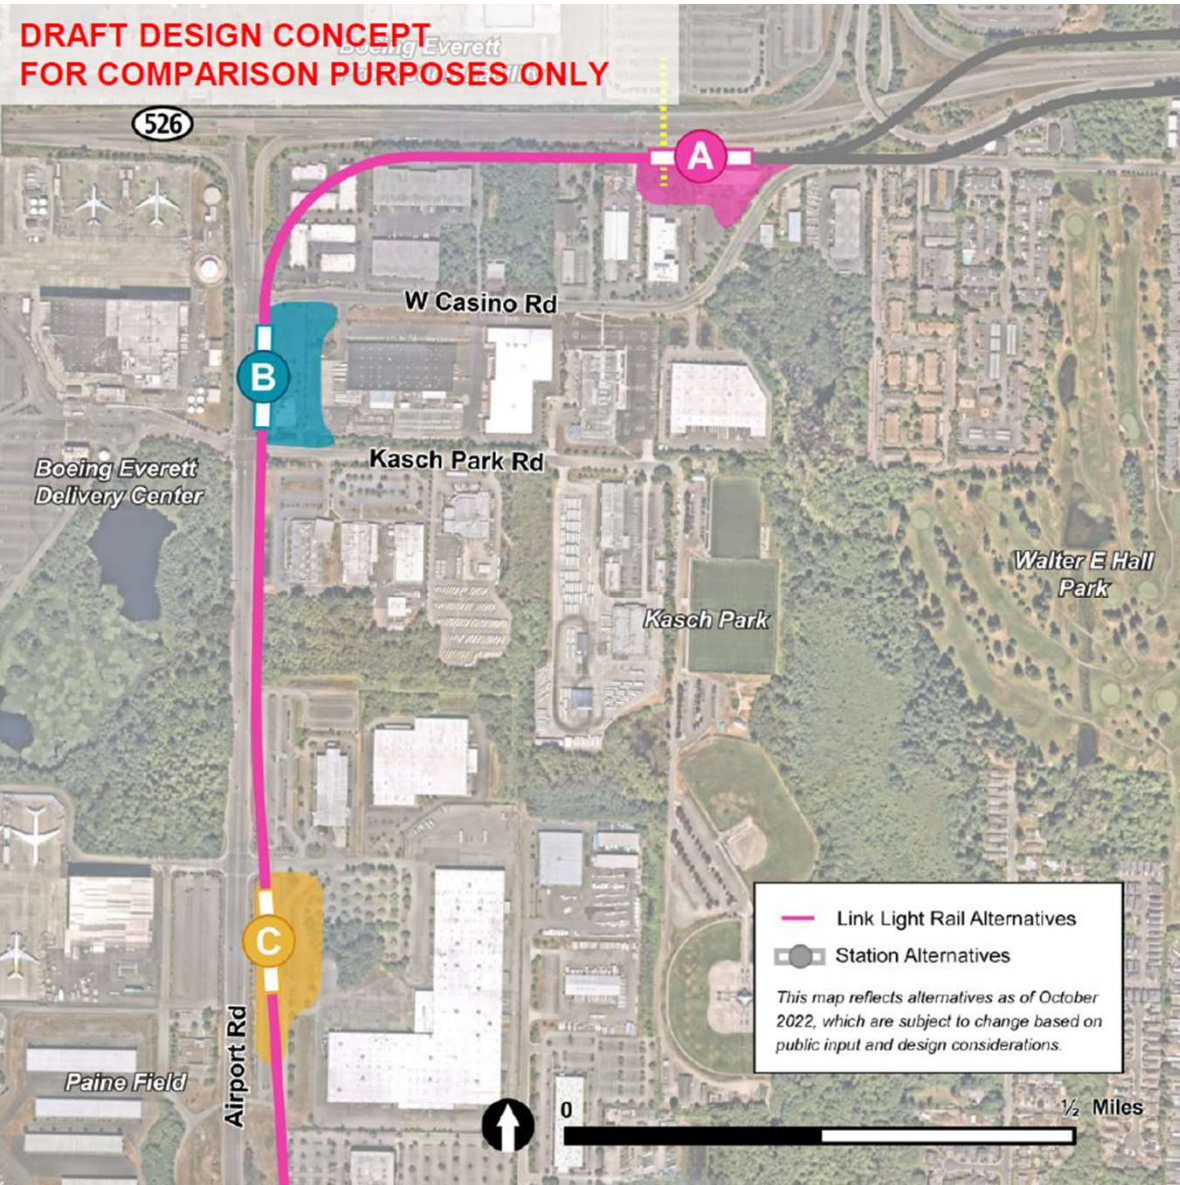 DRAFT DESIGN CONCEPT
FOR COMPARISON PURPOSES ONLY
Boeing Everett
526
A
W Casino Rd
B
Kasch Park Rd
Boeing Everett
Delivery Center
Walter E Hall
Park
Kasch Park
C
Link Light Rail Alternatives
Station Alternatives
This map reflects alternatives as of October
2022, which are subject to change based on
public input and design considerations.
Airport Rd
Paine Field
0
½ Miles